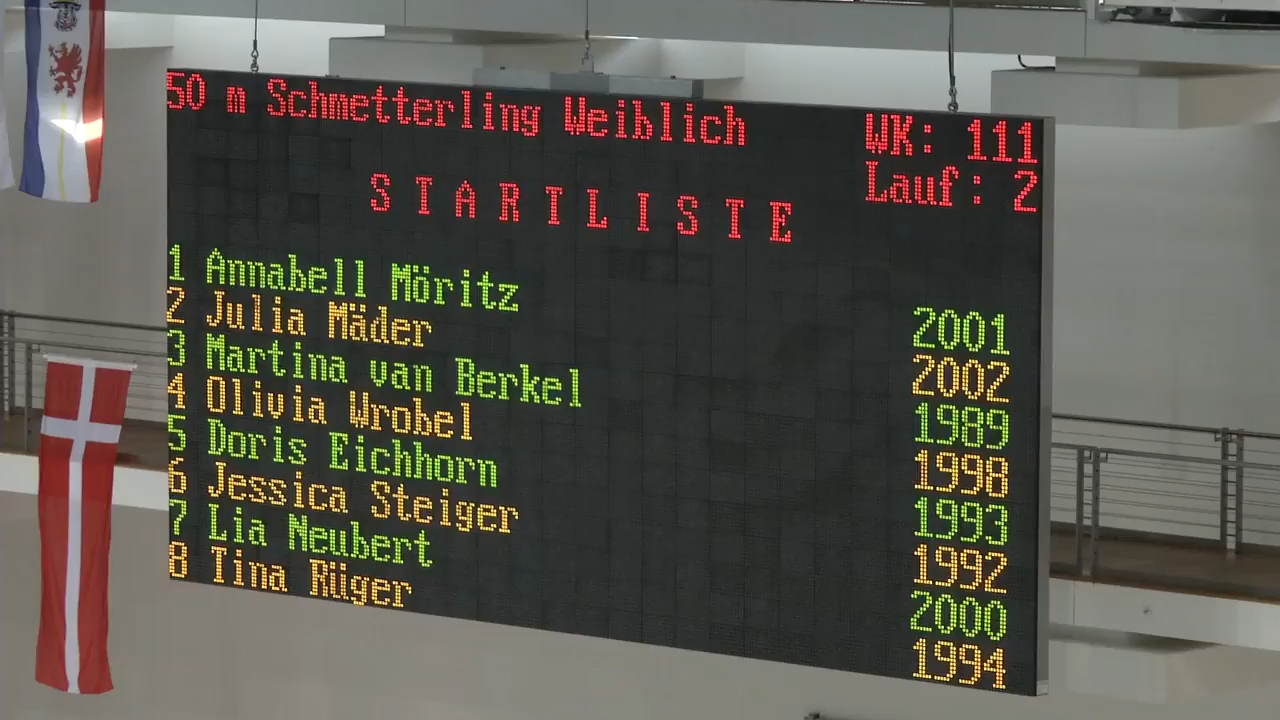 50 m Schmetterling Weiblich WK: 111
Lauf: 2
STARTLISTE
1 Annabell Möritz 2001
2 Julia Mäder 2002
3 Martina van Berkel 1989
4 Olivia Wrobel 1998
5 Doris Eichhorn 1993
6 Jessica Steiger 1992
7 Lia Neubert 2000
8 Tina Rüger 1994